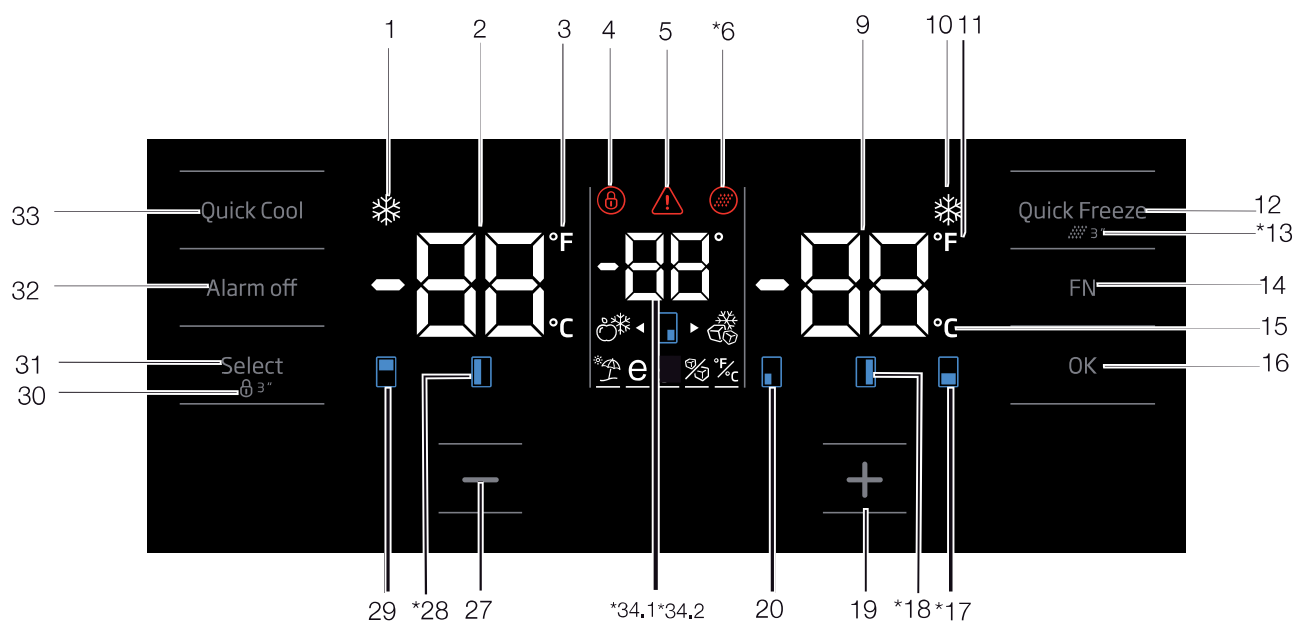 1 2 3 4 5 *6 9 10 11
33 Quick Cool Quick Freeze 12
3" *13
-88 °F -88 ° -88 °F
32 Alarm off FN 14
°C °C 15
31 Select e % °F/°C OK 16
30 3"
− +
29 *28 27 *34.1 *34.2 20 19 *18 *17